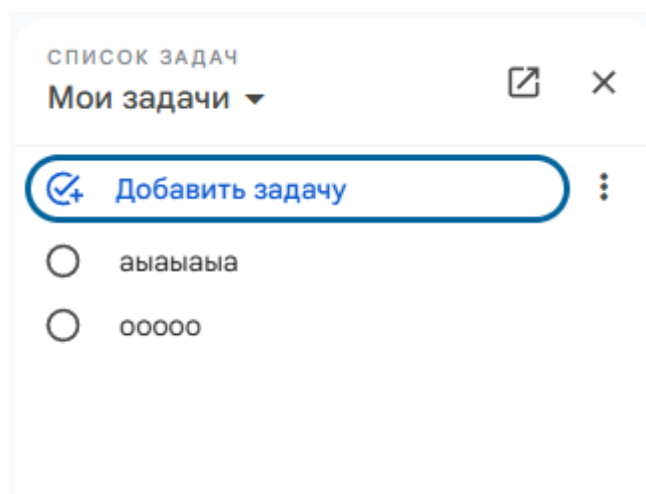 СПИСОК ЗАДАЧ
Мои задачи
Добавить задачу
аыаыаыа
ооооо